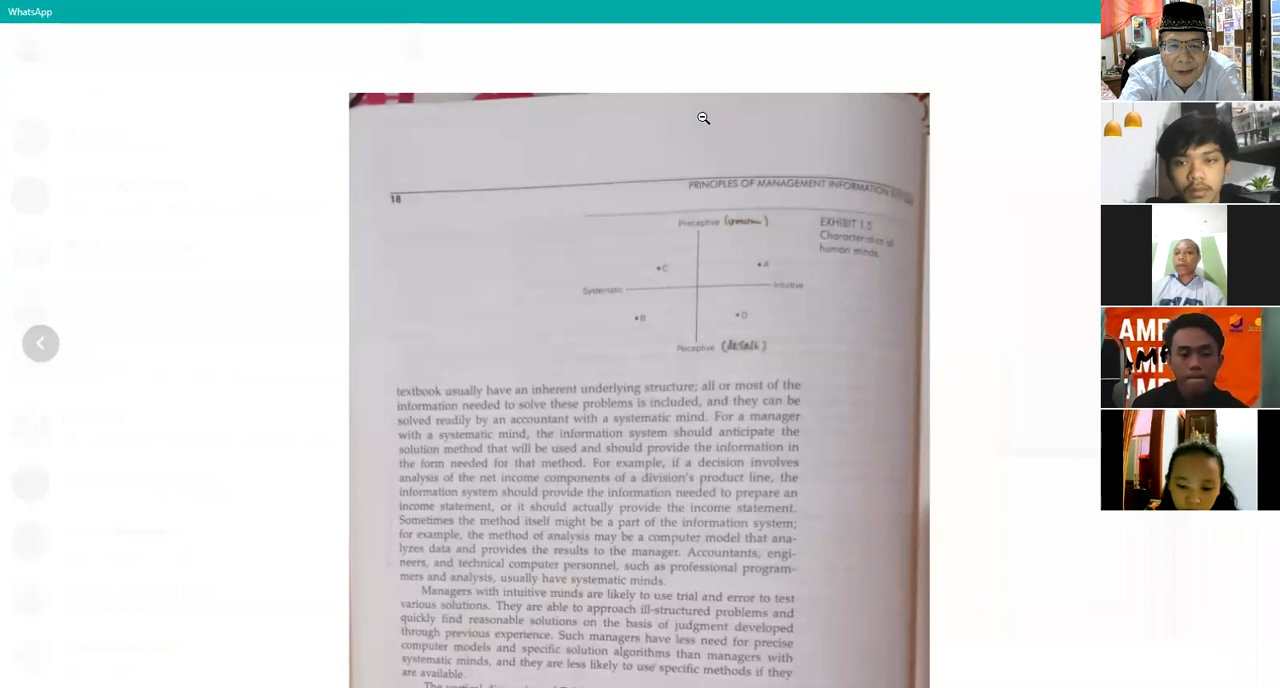 WhatsApp
18
PRINCIPLES OF MANAGEMENT INFORMATION
EXHIBIT 1.5
Characteristics of
human minds
Preceptive
•C
•A
Systematic
Intuitive
•B
•D
Receptive (details)
textbook usually have an inherent underlying structure; all or most of the
information needed to solve these problems is included, and they can be
solved readily by an accountant with a systematic mind. For a manager
with a systematic mind, the information system should anticipate the
solution method that will be used and should provide the information in
the form needed for that method. For example, if a decision involves
analysis of the net income components of a division's product line, the
information system should provide the information needed to prepare an
income statement, or it should actually provide the income statement.
Sometimes the method itself might be a part of the information system;
for example, the method of analysis may be a computer model that ana-
lyzes data and provides the results to the manager. Accountants, engi-
neers, and technical computer personnel, such as professional program-
mers and analysts, usually have systematic minds.
Managers with intuitive minds are likely to use trial and error to test
various solutions. They are able to approach ill-structured problems and
quickly find reasonable solutions on the basis of judgment developed
through previous experience. Such managers have less need for precise
computer models and specific solution algorithms than managers with
systematic minds, and they are less likely to use specific methods if they
are available.